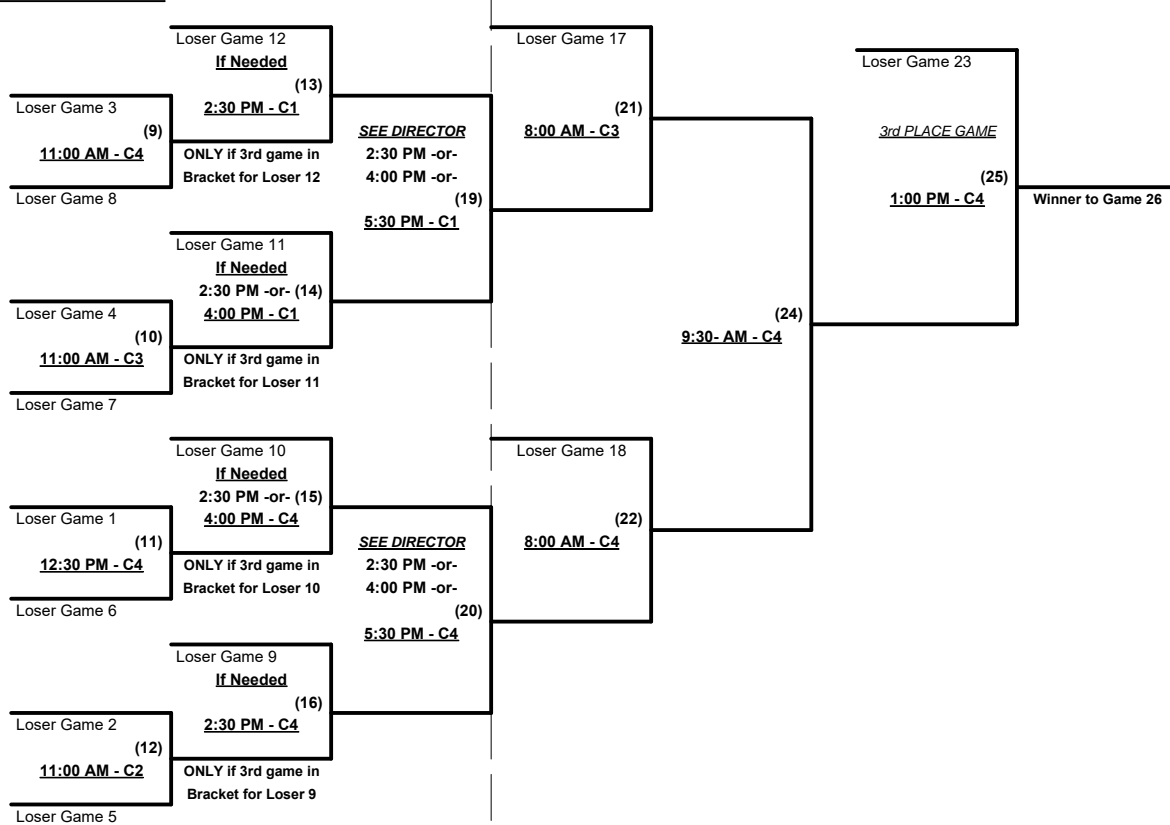 Loser Game 12
If Needed
(13)
2:30 PM - C1
ONLY if 3rd game in
Bracket for Loser 12
Loser Game 3
(9)
11:00 AM - C4
Loser Game 8
Loser Game 11
If Needed
2:30 PM -or- (14)
4:00 PM - C1
ONLY if 3rd game in
Bracket for Loser 11
Loser Game 4
(10)
11:00 AM - C3
Loser Game 7
SEE DIRECTOR
2:30 PM -or-
4:00 PM -or-
(19)
5:30 PM - C1
Loser Game 10
If Needed
2:30 PM -or- (15)
4:00 PM - C4
ONLY if 3rd game in
Bracket for Loser 10
Loser Game 1
(11)
12:30 PM - C4
Loser Game 6
Loser Game 9
If Needed
(16)
2:30 PM - C4
ONLY if 3rd game in
Bracket for Loser 9
Loser Game 2
(12)
11:00 AM - C2
Loser Game 5
SEE DIRECTOR
2:30 PM -or-
4:00 PM -or-
(20)
5:30 PM - C4
Loser Game 17
(21)
8:00 AM - C3
Loser Game 18
(22)
8:00 AM - C4
(24)
9:30- AM - C4
Loser Game 23
3rd PLACE GAME
(25)
1:00 PM - C4
Winner to Game 26